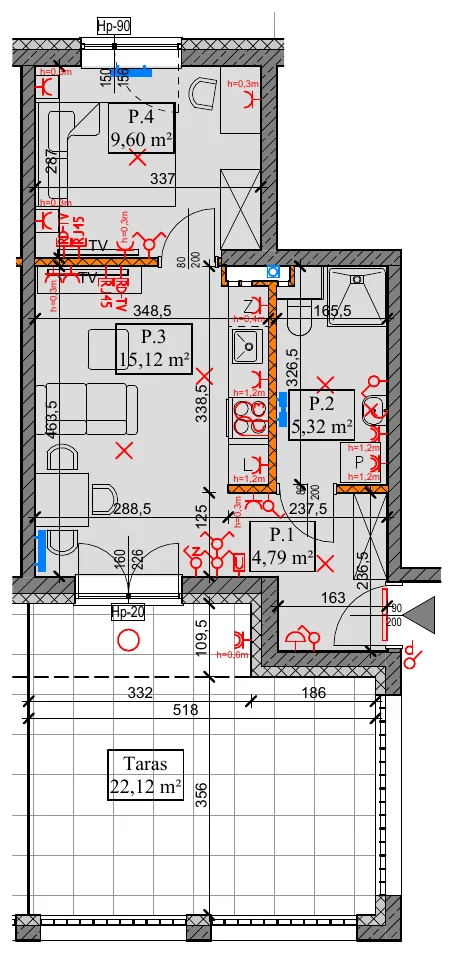 Hp-90
150
156
h=0,3m
h=0,3m
P.4
9,60 m²
287
337
h=0,3m
RD-TV
RJ45
h=0,3m
TV
80
200
TV
h=0,3m
RJ45
RD-TV
348,5
Z
h=0,4m
165,5
P.3
15,12 m²
326,5
338,5
h=1,2m
P.2
5,32 m²
463,5
h=1,2m
L
h=1,2m
P
h=1,2m
80
200
288,5
125
h=0,3m
237,5
P.1
4,79 m²
236,5
160
226
N
163
90
200
Hp-20
109,5
h=0,6m
332
186
518
Taras
22,12 m²
356